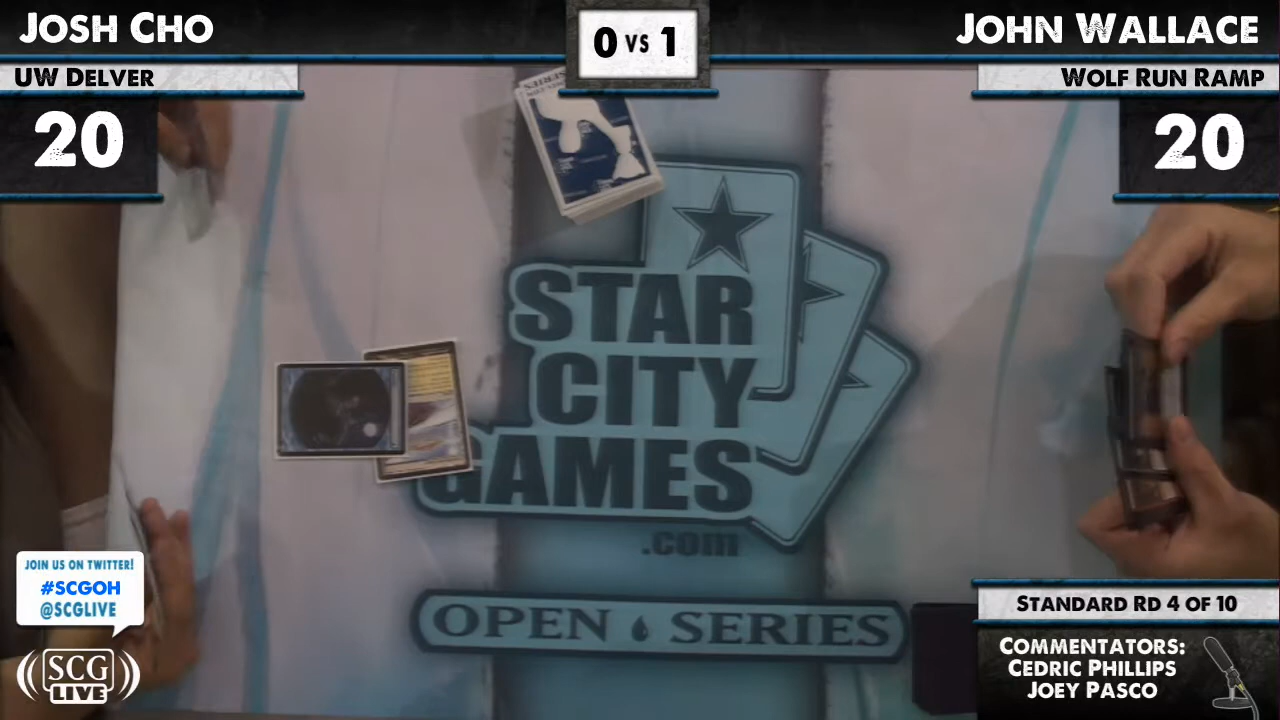 JOSH CHO
0 VS 1
JOHN WALLACE
UW DELVER
WOLF RUN RAMP
20
20
STAR
CITY
GAMES
.com
OPEN SERIES
JOIN US ON TWITTER!
#SCGOH
@SCGLIVE
SCG
LIVE
STANDARD RD 4 OF 10
COMMENTATORS:
CEDRIC PHILLIPS
JOEY PASCO